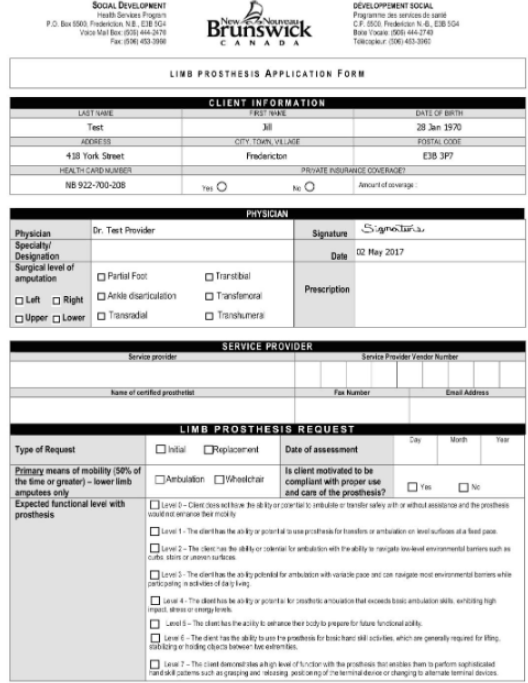 SOCIAL DEVELOPMENT
Health Services Program
P.O. Box 5500, Fredericton, N.B., E3B 5G4
Voice Mail Box: (506) 444-2478
Fax: (506) 453-3960
New Nouveau
Brunswick
CANADA
DÉVELOPPEMENT SOCIAL
Programme des services de santé
C.P. 5500, Fredericton N.-B., E3B 5G4
Boîte Vocale: (506) 444-2743
Télécopieur: (506) 453-3960
LIMB PROSTHESIS APPLICATION FORM
CLIENT INFORMATION
LAST NAME FIRST NAME DATE OF BIRTH
Test Jill 28 Jan 1970
ADDRESS CITY, TOWN, VILLAGE POSTAL CODE
418 York Street Fredericton E3B 3P7
HEALTH CARD NUMBER PRIVATE INSURANCE COVERAGE?
NB 922-700-208 Yes No Amount of coverage :
PHYSICIAN
Physician Dr. Test Provider Signature Signature
Specialty/
Designation Date 02 May 2017
Surgical level of
amputation
Left Right
Upper Lower
Partial Foot Transtibial
Ankle disarticulation Transfemoral
Transradial Transhumeral
Prescription
SERVICE PROVIDER
Service provider Service Provider Vendor Number
Name of certified prosthetist Fax Number Email Address
LIMB PROSTHESIS REQUEST
Type of Request Initial Replacement Date of assessment Day Month Year
Primary means of mobility (50% of
the time or greater) – lower limb
amputees only
Ambulation Wheelchair
Is client motivated to be
compliant with proper use
and care of the prosthesis?
Yes No
Expected functional level with
prosthesis
Level 0 – Client does not have the ability or potential to ambulate or transfer safely with or without assistance and the prosthesis
would not enhance their mobility
Level 1 - The client has the ability or potential to use prosthesis for transfers or ambulation on level surfaces at a fixed pace.
Level 2 – The client has the ability or potential for ambulation with the ability to navigate low-level environmental barriers such as
curbs, stairs or uneven surfaces.
Level 3 - The client has the ability potential for ambulation with variable pace and can navigate most environmental barriers while
participating in activities of daily living.
Level 4 - The client has the ability or potential for prosthetic ambulation that exceeds basic ambulation skills, exhibiting high
impact, stress or energy levels.
Level 5 – The client has the ability to enhance their body to prepare for future functional ability.
Level 6 – The client has the ability to use the prosthesis for basic hand skill activities, which are generally required for lifting,
stabilizing or holding objects between two extremities.
Level 7 – The client demonstrates a high level of function with the prosthesis that enables them to perform sophisticated
hand skill patterns such as grasping and releasing, positioning of the terminal device or changing to alternate terminal devices.